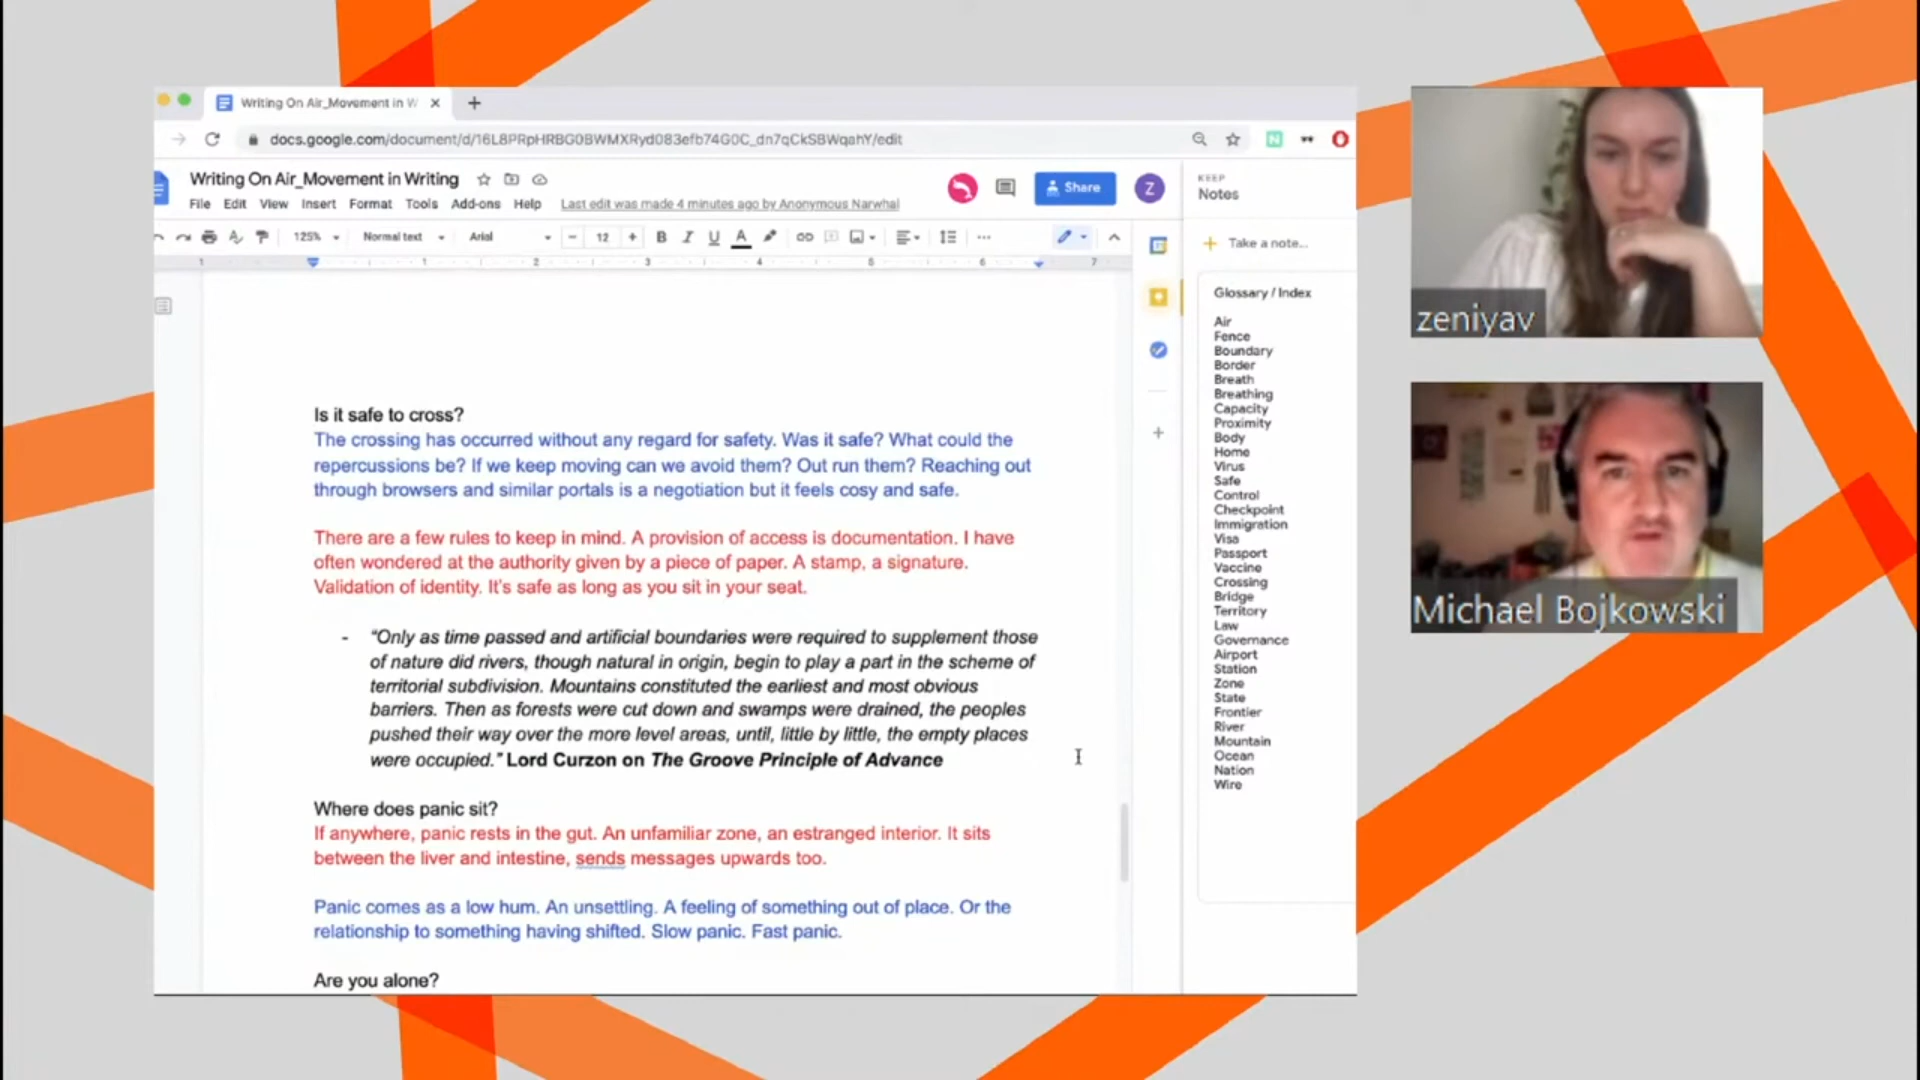 Writing On Air_Movement in W
docs.google.com/document/d/16L8PRpHRBG0BWMXRyd083efb74G0C_dn7qCkSBWqahY/edit
Writing On Air_Movement in Writing
Share
Z
File Edit View Insert Format Tools Add-ons Help Last edit was made 4 minutes ago by Anonymous Narwhal
125% Normal text Arial 12 B I U A
1 1 2 3 4 5 6 7
Is it safe to cross?
The crossing has occurred without any regard for safety. Was it safe? What could the
repercussions be? If we keep moving can we avoid them? Out run them? Reaching out
through browsers and similar portals is a negotiation but it feels cosy and safe.
There are a few rules to keep in mind. A provision of access is documentation. I have
often wondered at the authority given by a piece of paper. A stamp, a signature.
Validation of identity. It's safe as long as you sit in your seat.
- “Only as time passed and artificial boundaries were required to supplement those
of nature did rivers, though natural in origin, begin to play a part in the scheme of
territorial subdivision. Mountains constituted the earliest and most obvious
barriers. Then as forests were cut down and swamps were drained, the peoples
pushed their way over the more level areas, until, little by little, the empty places
were occupied.” Lord Curzon on The Groove Principle of Advance
Where does panic sit?
If anywhere, panic rests in the gut. An unfamiliar zone, an estranged interior. It sits
between the liver and intestine, sends messages upwards too.
Panic comes as a low hum. An unsettling. A feeling of something out of place. Or the
relationship to something having shifted. Slow panic. Fast panic.
Are you alone?
KEEP
Notes
Take a note...
Glossary / Index
Air
Fence
Boundary
Border
Breath
Breathing
Capacity
Proximity
Body
Home
Virus
Safe
Control
Checkpoint
Immigration
Visa
Passport
Vaccine
Crossing
Bridge
Territory
Law
Governance
Airport
Station
Zone
State
Frontier
River
Mountain
Ocean
Nation
Wire
zeniyav
Michael Bojkowski